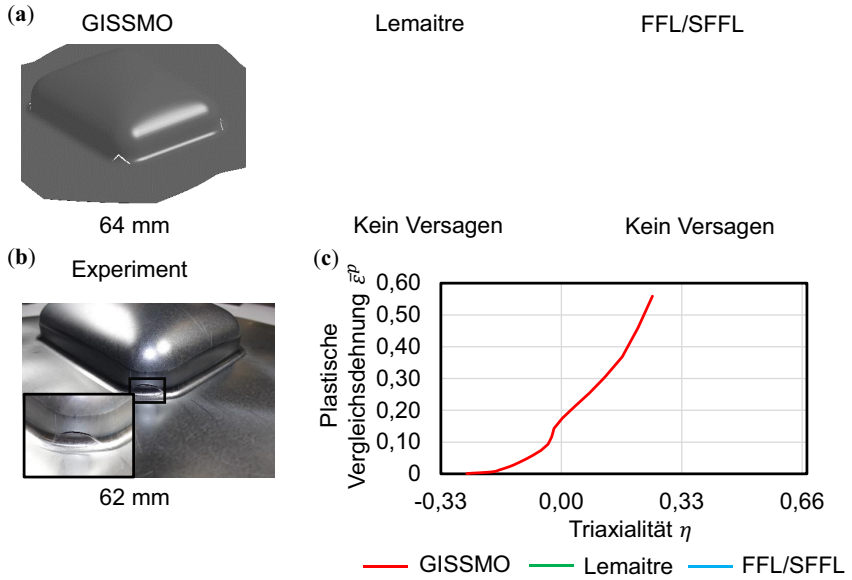 (a)
GISSMO Lemaitre FFL/SFFL
64 mm Kein Versagen Kein Versagen
(b) Experiment
62 mm
(c)
Plastische
Vergleichsdehnung ε̄ᵖ
0,60
0,50
0,40
0,30
0,20
0,10
0
-0,33 0,00 0,33 0,66
Triaxialität η
GISSMO Lemaitre FFL/SFFL